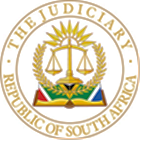 • THE JUDICIARY •
REPUBLIC OF SOUTH AFRICA